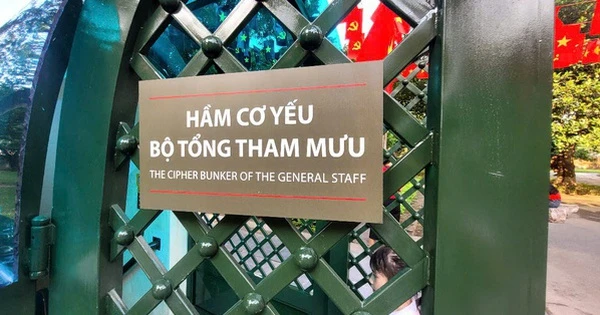 HẦM CƠ YẾU
BỘ TỔNG THAM MƯU
THE CIPHER BUNKER OF THE GENERAL STAFF